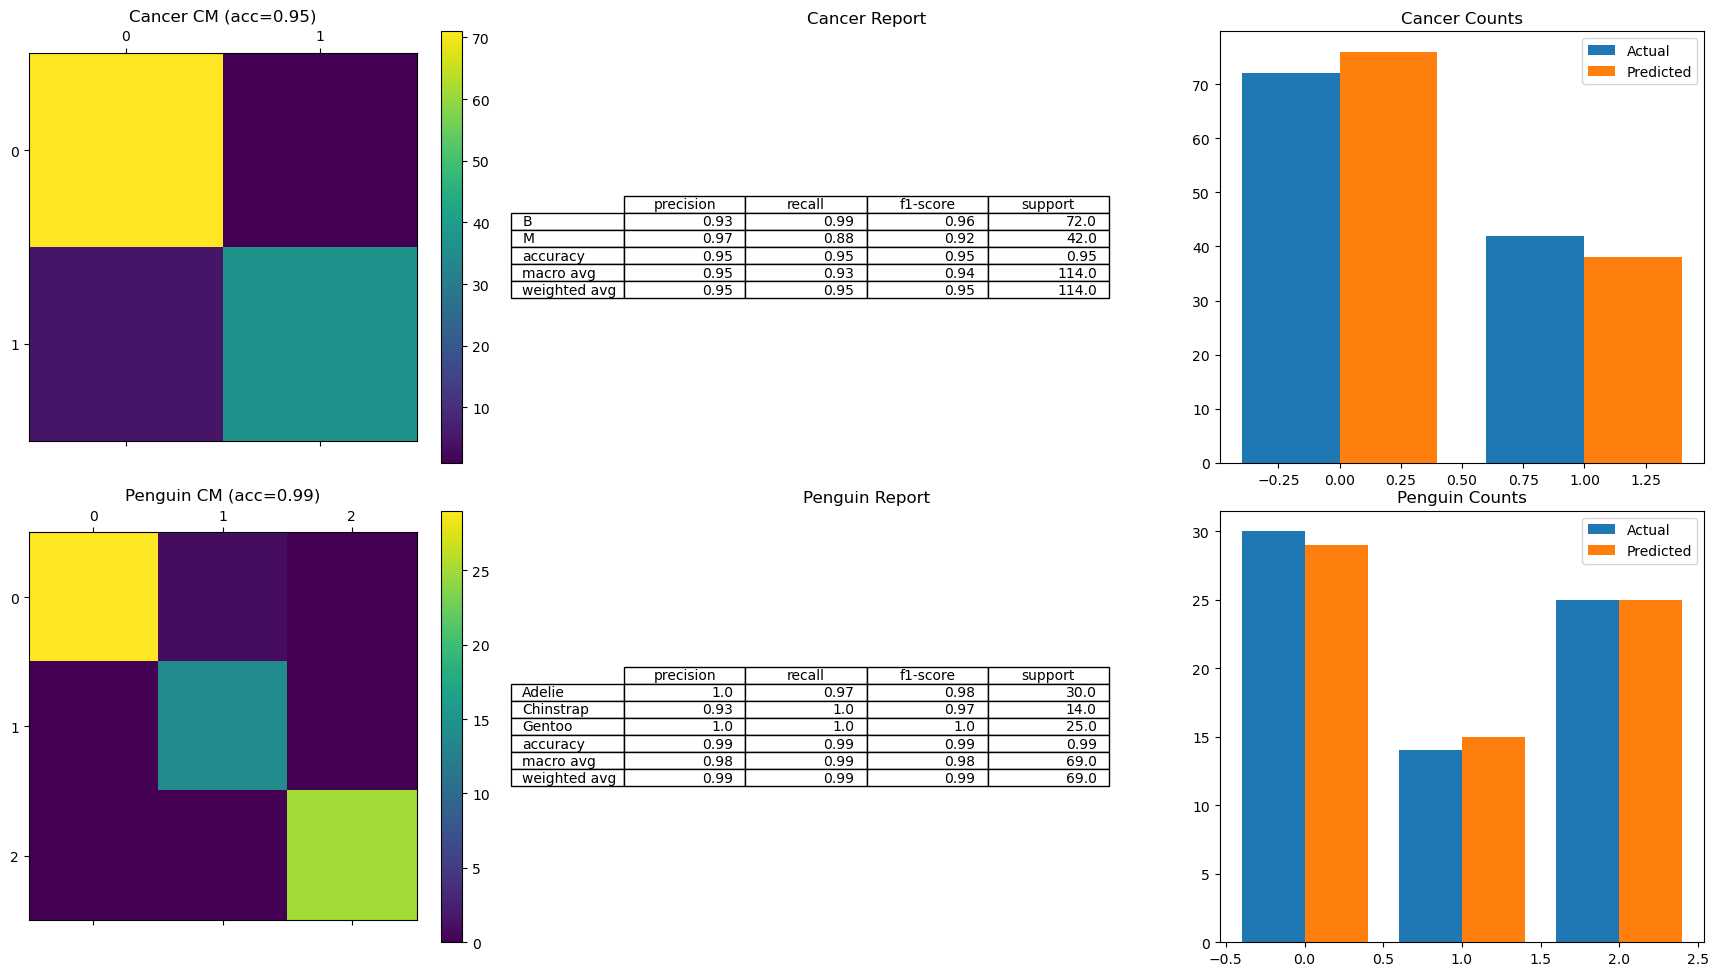 Cancer CM (acc=0.95)
0 1
0
1
70
60
50
40
30
20
10
Cancer Report
precision recall f1-score support
B 0.93 0.99 0.96 72.0
M 0.97 0.88 0.92 42.0
accuracy 0.95 0.95 0.95 0.95
macro avg 0.95 0.93 0.94 114.0
weighted avg 0.95 0.95 0.95 114.0
Cancer Counts
Actual
Predicted
70
60
50
40
30
20
10
0
−0.25 0.00 0.25 0.50 0.75 1.00 1.25
Penguin CM (acc=0.99)
0 1 2
0
1
2
25
20
15
10
5
0
Penguin Report
precision recall f1-score support
Adelie 1.0 0.97 0.98 30.0
Chinstrap 0.93 1.0 0.97 14.0
Gentoo 1.0 1.0 1.0 25.0
accuracy 0.99 0.99 0.99 0.99
macro avg 0.98 0.99 0.98 69.0
weighted avg 0.99 0.99 0.99 69.0
Penguin Counts
Actual
Predicted
30
25
20
15
10
5
0
−0.5 0.0 0.5 1.0 1.5 2.0 2.5